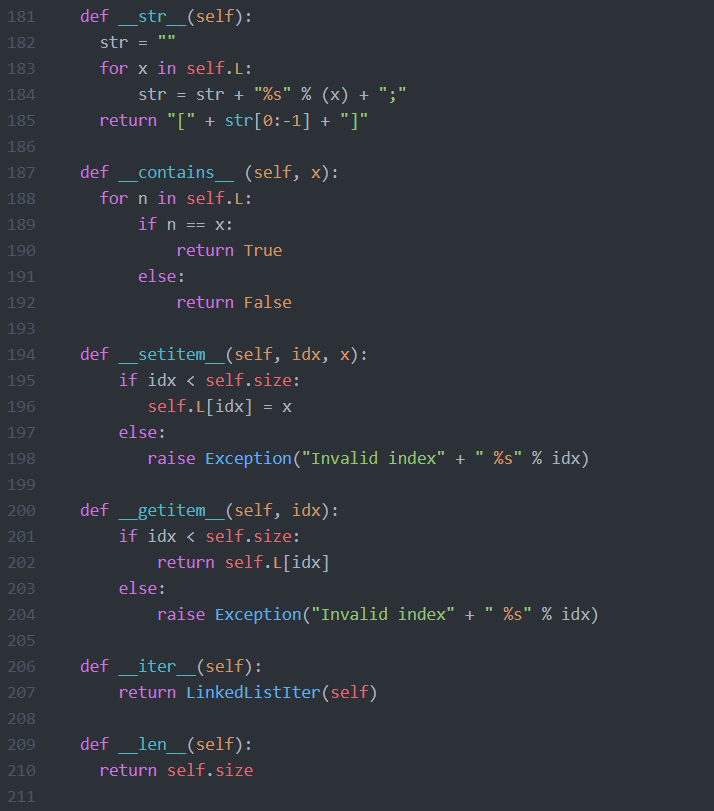 181 def __str__(self):
182 str = ""
183 for x in self.L:
184 str = str + "%s" % (x) + ";"
185 return "[" + str[0:-1] + "]"
186
187 def __contains__ (self, x):
188 for n in self.L:
189 if n == x:
190 return True
191 else:
192 return False
193
194 def __setitem__(self, idx, x):
195 if idx < self.size:
196 self.L[idx] = x
197 else:
198 raise Exception("Invalid index" + " %s" % idx)
199
200 def __getitem__(self, idx):
201 if idx < self.size:
202 return self.L[idx]
203 else:
204 raise Exception("Invalid index" + " %s" % idx)
205
206 def __iter__(self):
207 return LinkedListIter(self)
208
209 def __len__(self):
210 return self.size
211